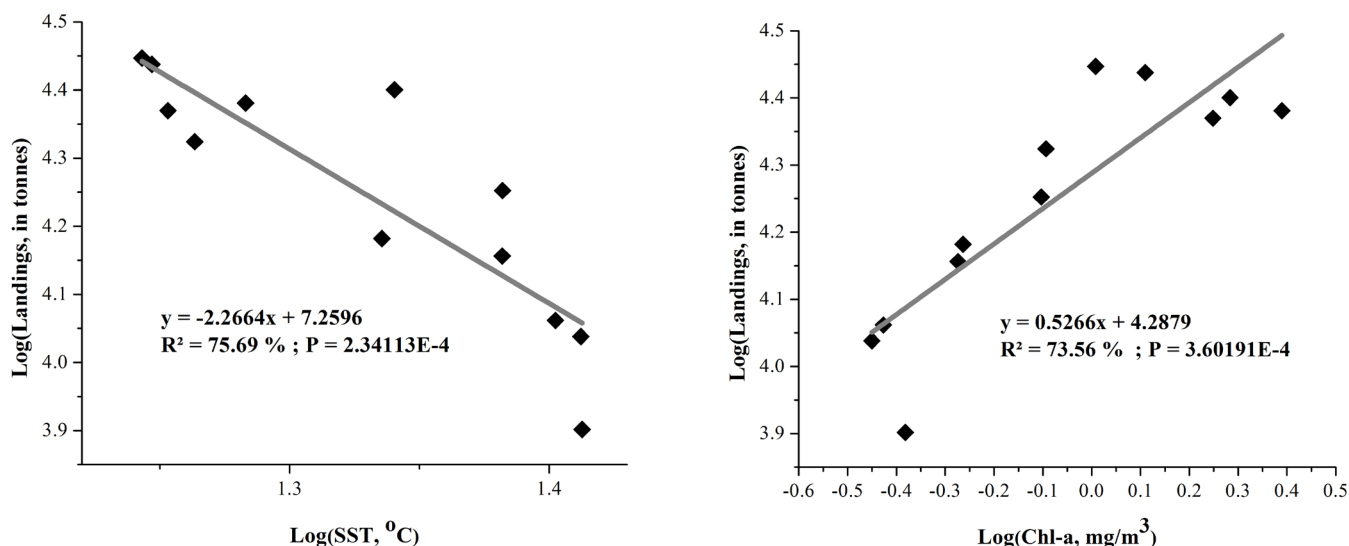 4.5
4.4
4.3
4.2
4.1
4.0
3.9
Log(Landings, in tonnes)
y = -2.2664x + 7.2596
R² = 75.69 % ; P = 2.34113E-4
1.3 1.4
Log(SST, ⁰C)
4.5
4.4
4.3
4.2
4.1
4.0
3.9
Log(Landings, in tonnes)
y = 0.5266x + 4.2879
R² = 73.56 % ; P = 3.60191E-4
-0.6 -0.5 -0.4 -0.3 -0.2 -0.1 0.0 0.1 0.2 0.3 0.4 0.5
Log(Chl-a, mg/m³)